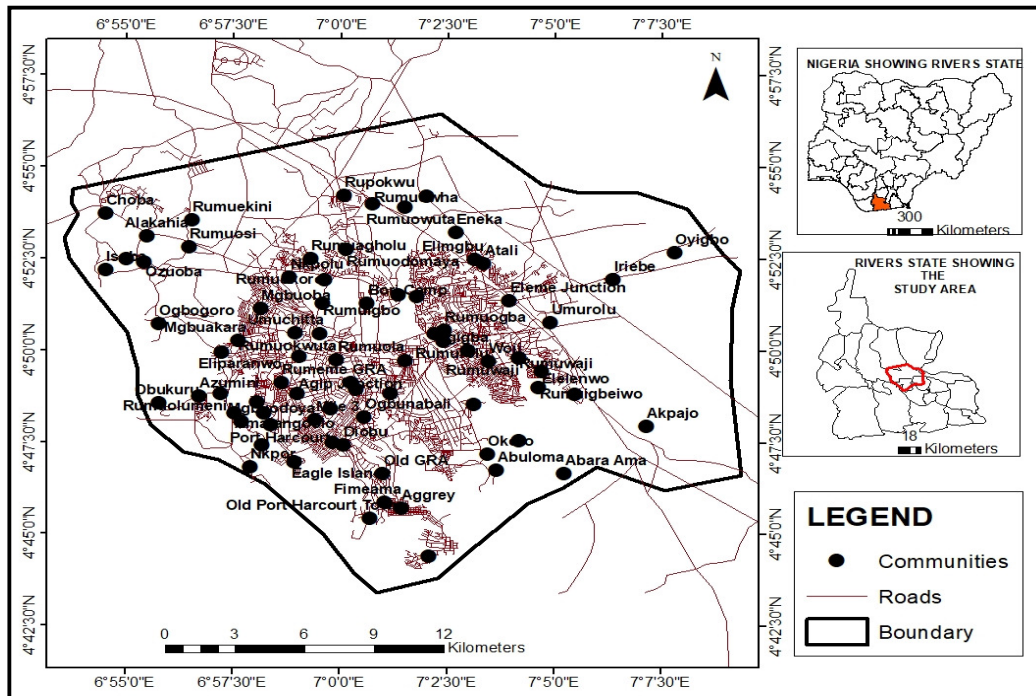 6°55'0"E 6°57'30"E 7°0'0"E 7°2'30"E 7°5'0"E 7°7'30"E
4°57'30"N
4°55'0"N
4°52'30"N
4°50'0"N
4°47'30"N
4°45'0"N
4°42'30"N
N
Rupokwu
Choba
Rumuekini
Rumuowuta
Eneka
Alakahia
Rumuosi
Oyigbo
Rumuagholu
Elimgbu
Atali
Rumuodomaya
Ozuoba
Iriebe
Eleme Junction
Mgbuoba
Rumuigbo
Ogbogoro
Umuchitta
Rumuogba
Umurolu
Mgbuakara
Rumuokwuta
Rumuola
Eliparanwo
Rumeme
GRA
Rumuwaji
Rumuwaji
Elelenwo
Obukuru
Azumini
Agip Junction
Ogbunabali
Rumuigbeiwo
Akpajo
Port Harcourt
Diobu
Nkpor
Abuloma
Abara Ama
Old GRA
Eagle Island
Fimeama
Aggrey
Old Port Harcourt
0 3 6 9 12
Kilometers
6°55'0"E 6°57'30"E 7°0'0"E 7°2'30"E 7°5'0"E 7°7'30"E
4°57'30"N
4°55'0"N
4°52'30"N
4°50'0"N
4°47'30"N
4°45'0"N
4°42'30"N
NIGERIA SHOWING RIVERS STATE
300
Kilometers
RIVERS STATE SHOWING
THE
STUDY AREA
18
Kilometers
LEGEND
Communities
Roads
Boundary